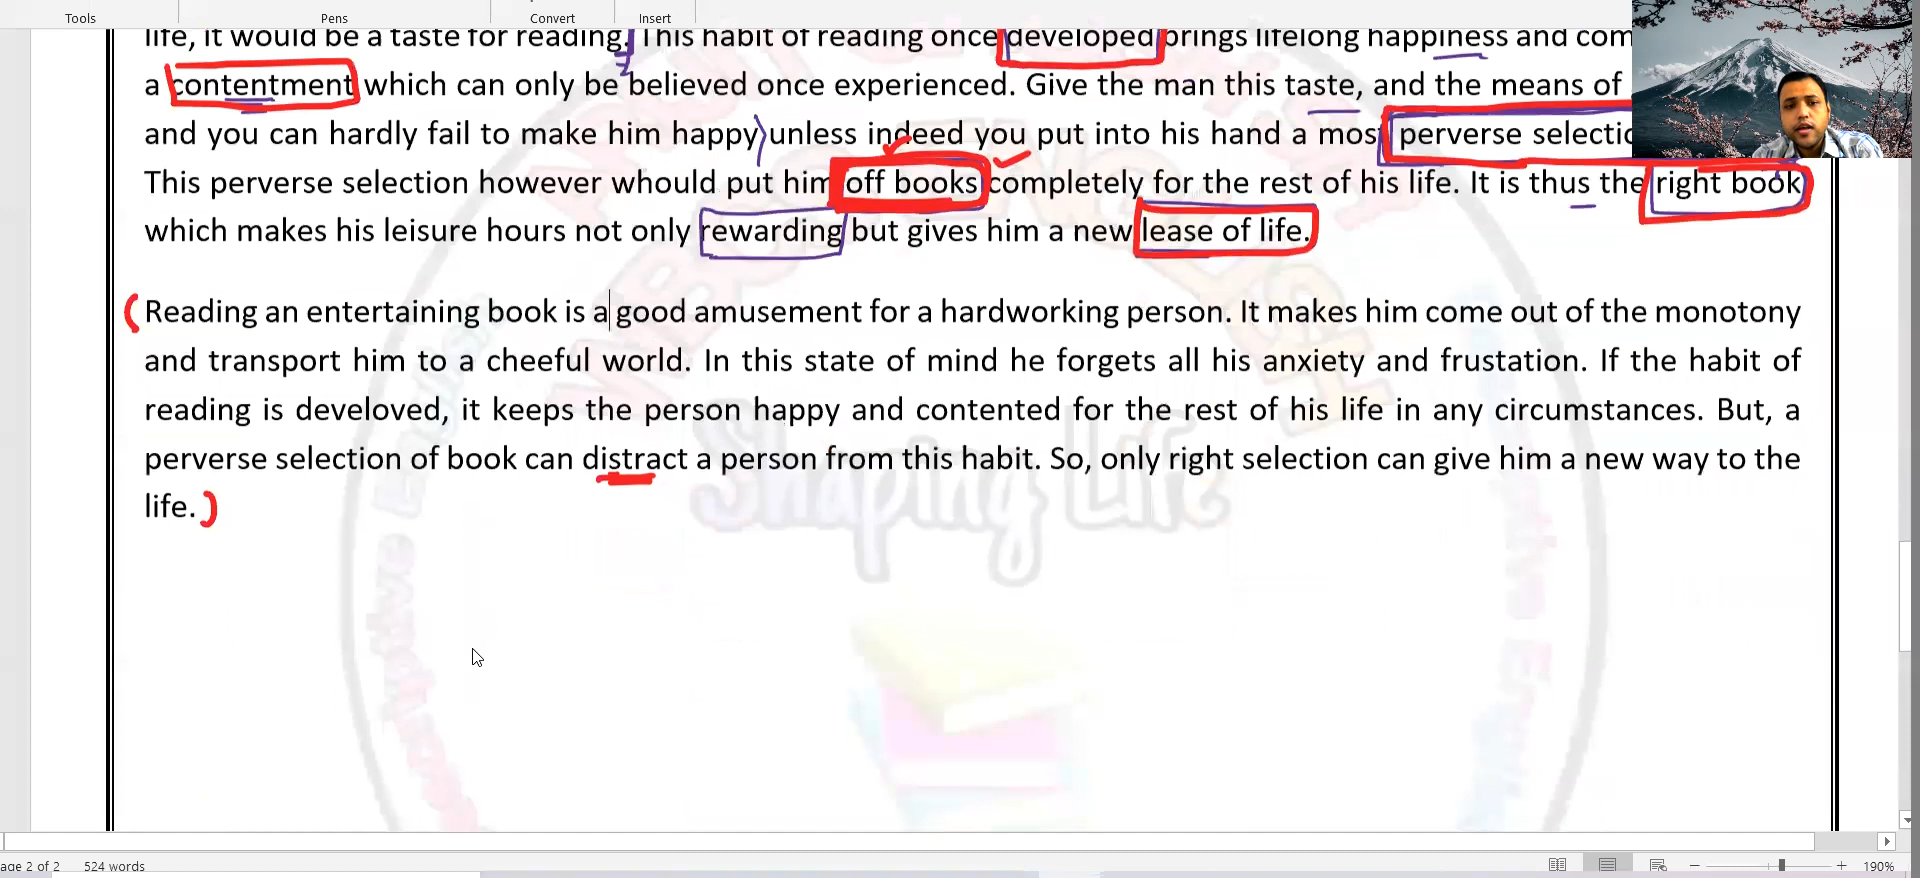 Tools Pens Convert Insert
life, it would be a taste for reading. This habit of reading once developed brings lifelong happiness and com
a contentment which can only be believed once experienced. Give the man this taste, and the means of
and you can hardly fail to make him happy unless indeed you put into his hand a most perverse selectio
This perverse selection however whould put him off books completely for the rest of his life. It is thus the right book
which makes his leisure hours not only rewarding but gives him a new lease of life.
(Reading an entertaining book is a good amusement for a hardworking person. It makes him come out of the monotony
and transport him to a cheeful world. In this state of mind he forgets all his anxiety and frustation. If the habit of
reading is develoved, it keeps the person happy and contented for the rest of his life in any circumstances. But, a
perverse selection of book can distract a person from this habit. So, only right selection can give him a new way to the
life.)
Shaping Life
age 2 of 2 524 words 190%